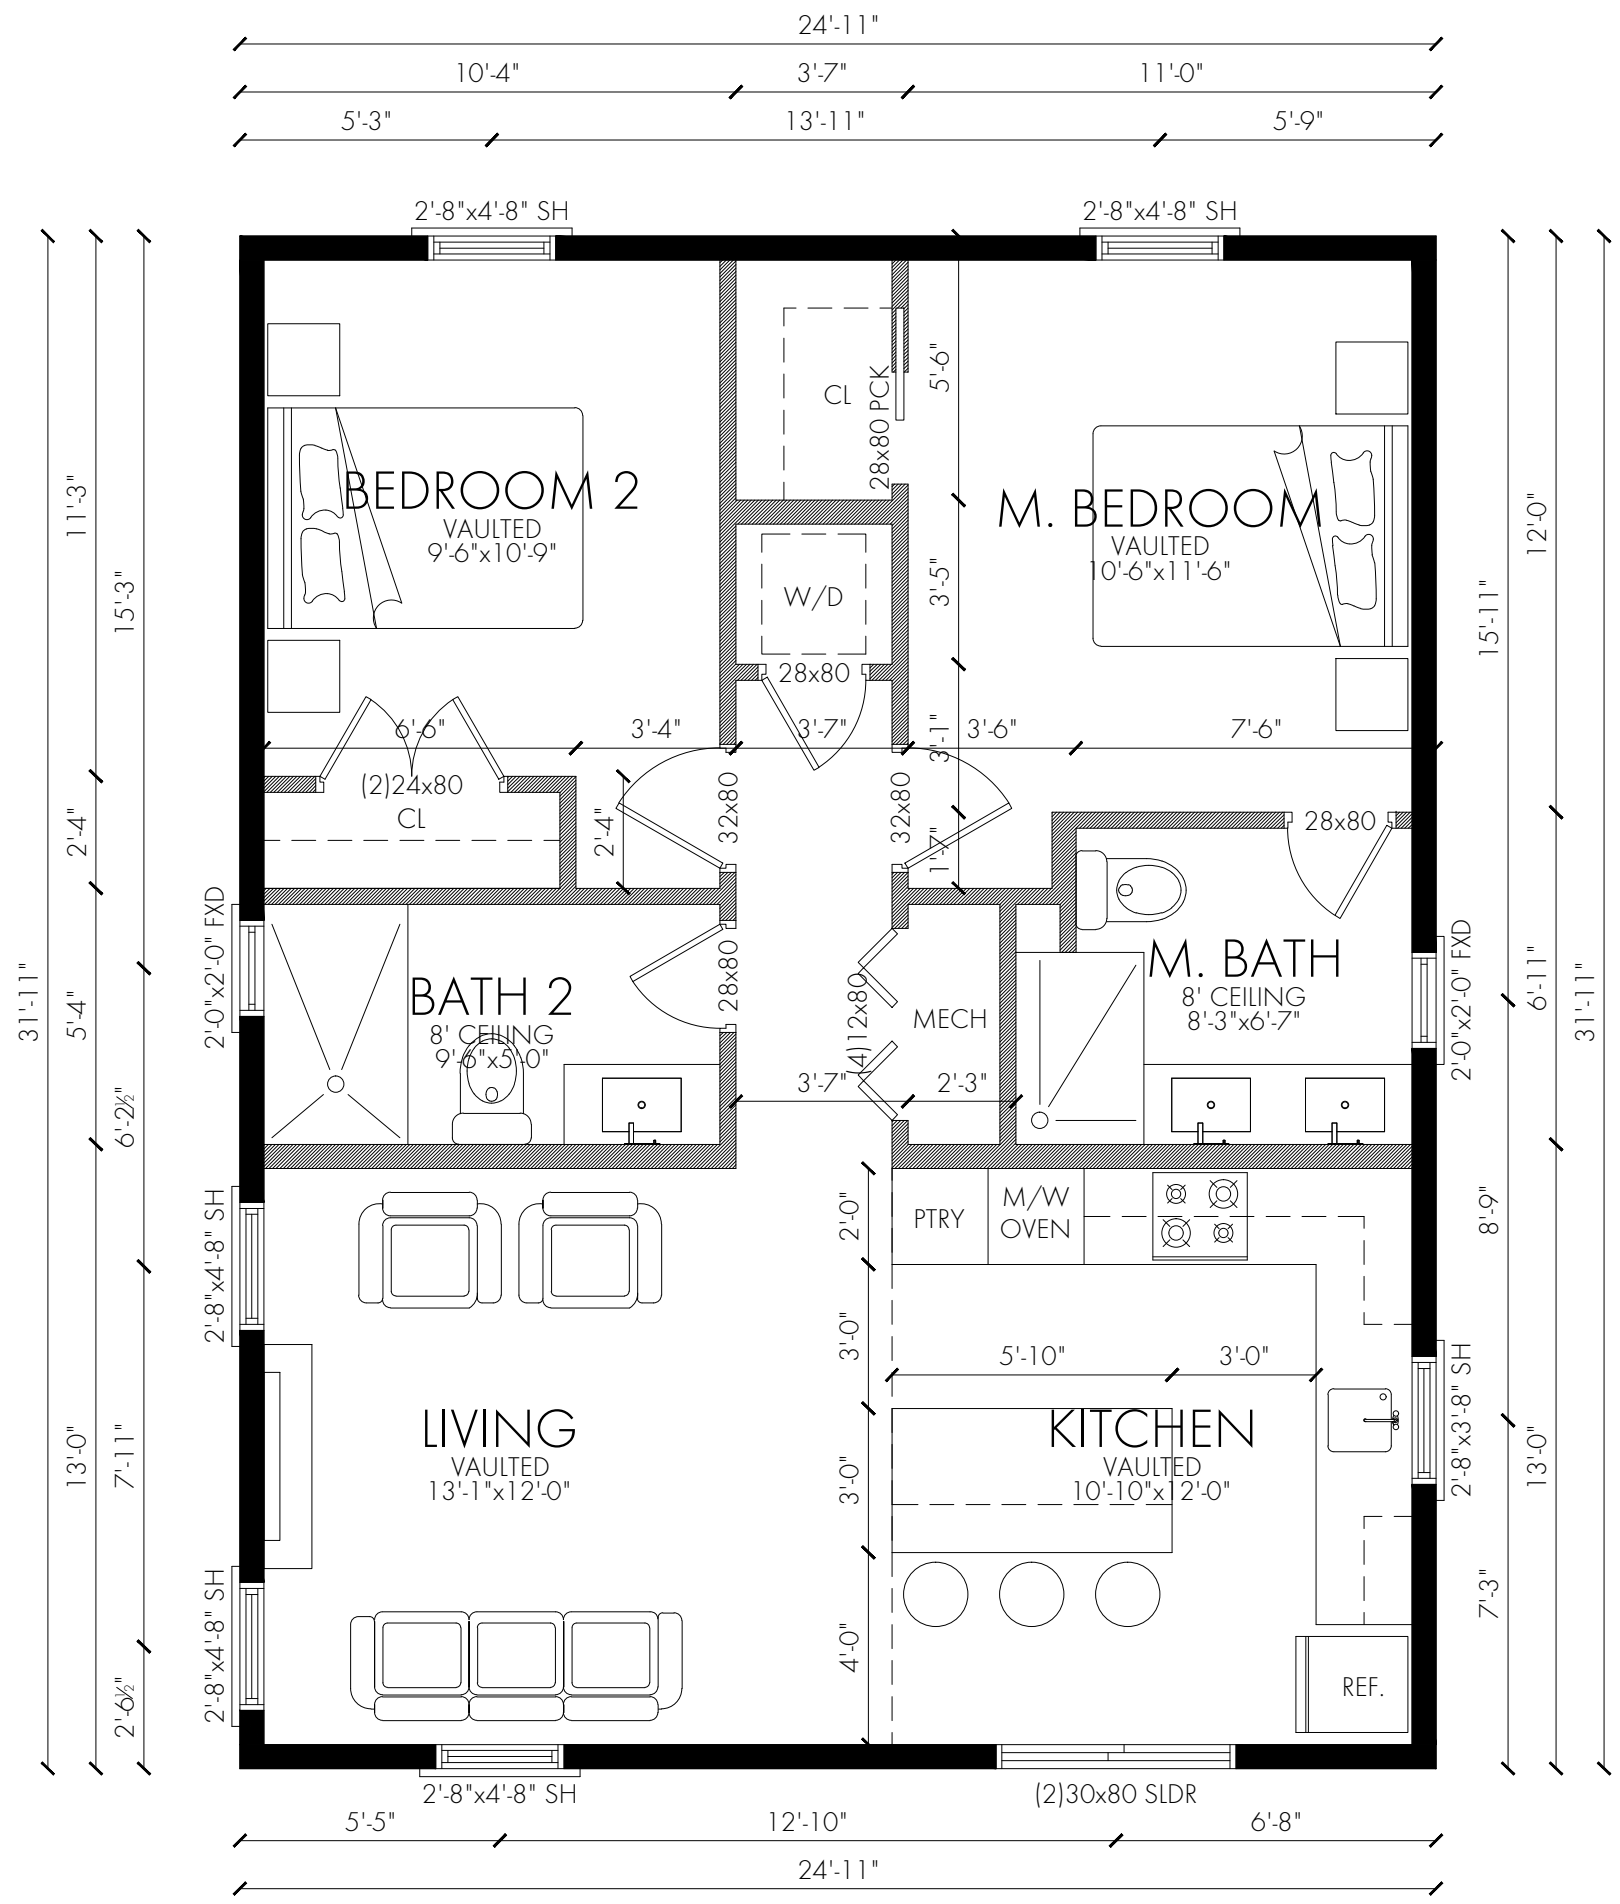 24'-11"
10'-4" 3'-7" 11'-0"
5'-3" 13'-11" 5'-9"
2'-8"x4'-8" SH 2'-8"x4'-8" SH
31'-11"
11'-3"
2'-4"
5'-4"
13'-0"
15'-3"
6'-2½"
7'-11"
2'-6½"
2'-0"x2'-0" FXD
2'-8"x4'-8" SH
2'-8"x4'-8" SH
BEDROOM 2
VAULTED
9'-6"x10'-9"
CL
28x80 PCK
5'-6"
3'-5"
3'-1"
1'-7"
M. BEDROOM
VAULTED
10'-6"x11'-6"
W/D
28x80
6'-6" 3'-4" 3'-7" 3'-6" 7'-6"
(2)24x80
CL
2'-4"
32x80
32x80
28x80
BATH 2
8' CEILING
9'-6"x5'-0"
28x80
(4)12x80
MECH
3'-7" 2'-3"
M. BATH
8' CEILING
8'-3"x6'-7"
PTRY
M/W
OVEN
2'-0"
3'-0"
3'-0"
4'-0"
5'-10" 3'-0"
LIVING
VAULTED
13'-1"x12'-0"
KITCHEN
VAULTED
10'-10"x12'-0"
REF.
2'-0"x2'-0" FXD
2'-8"x3'-8" SH
15'-11"
8'-9"
7'-3"
12'-0"
6'-11"
13'-0"
31'-11"
2'-8"x4'-8" SH (2)30x80 SLDR
5'-5" 12'-10" 6'-8"
24'-11"